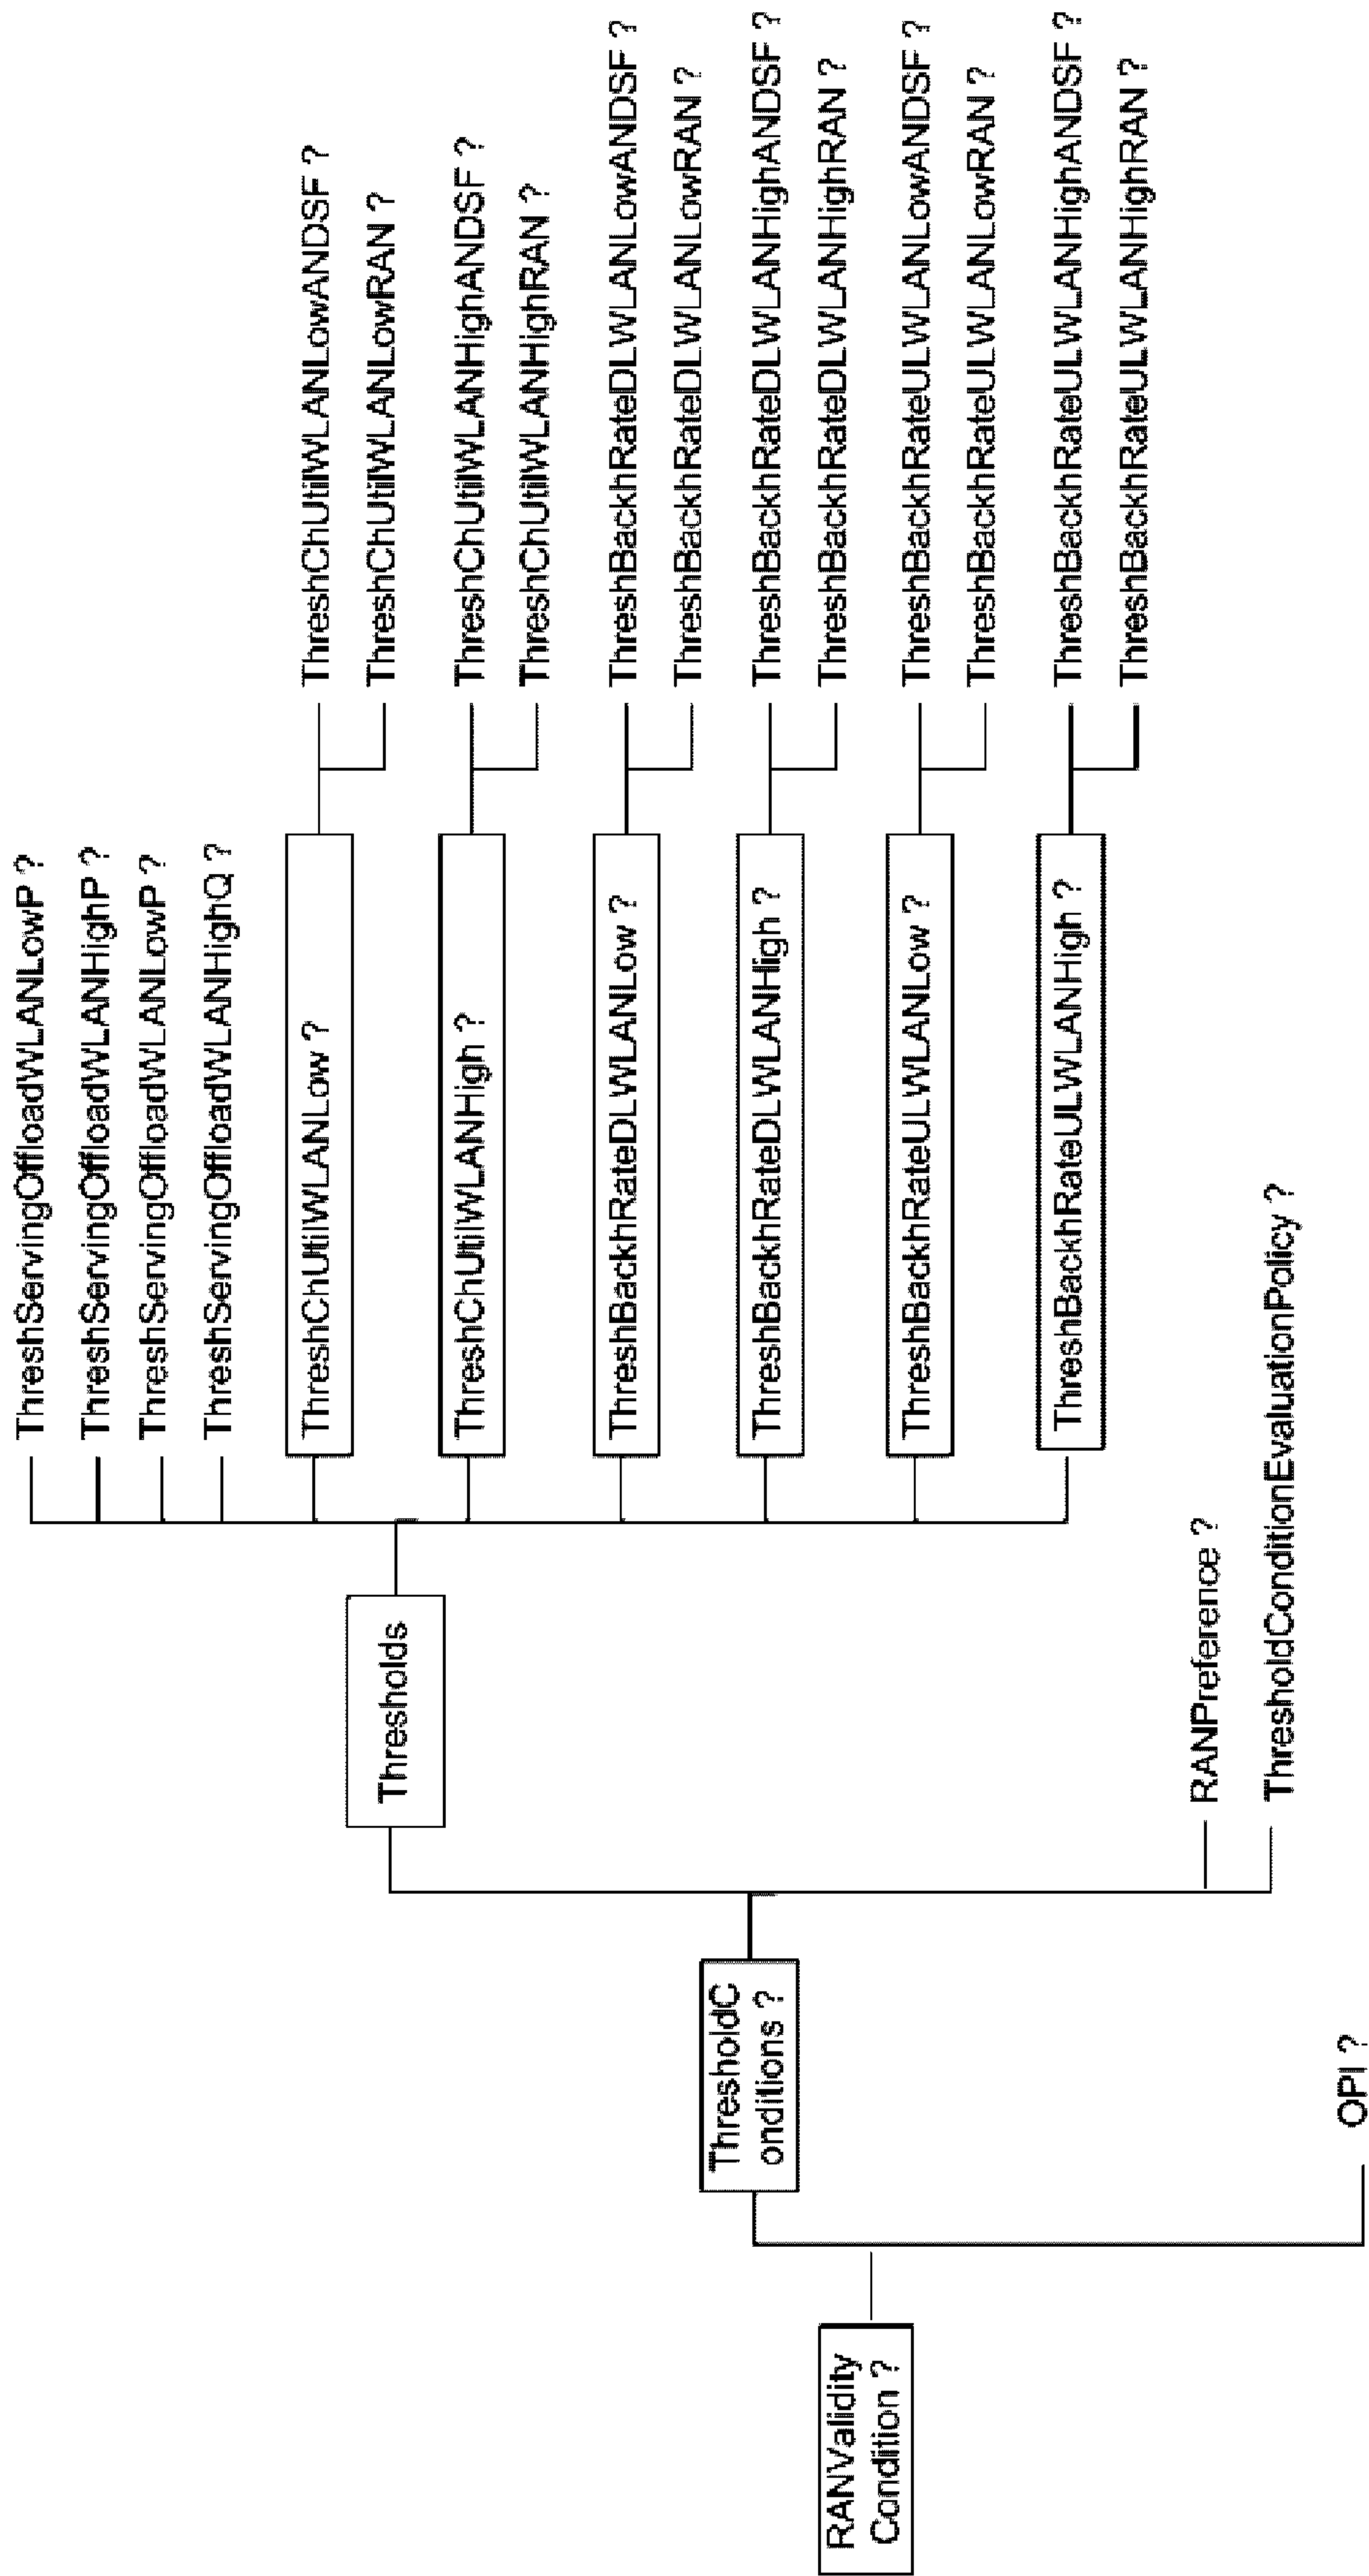 RANValidity
Condition ?
ThresholdC
onditions ?
OPI ?
Thresholds
RANPreference ?
ThresholdConditionEvaluationPolicy ?
ThreshServingOffloadWLANLowP ?
ThreshServingOffloadWLANHighP ?
ThreshServingOffloadWLANLowP ?
ThreshServingOffloadWLANHighQ ?
ThreshChUtilWLANLow ?
ThreshChUtilWLANHigh ?
ThreshBackhRateDLWLANLow ?
ThreshBackhRateDLWLANHigh ?
ThreshBackhRateULWLANLow ?
ThreshBackhRateULWLANHigh ?
ThreshChUtilWLANLowANDSF ?
ThreshChUtilWLANLowRAN ?
ThreshChUtilWLANHighANDSF ?
ThreshChUtilWLANHighRAN ?
ThreshBackhRateDLWLANLowANDSF ?
ThreshBackhRateDLWLANLowRAN ?
ThreshBackhRateDLWLANHighANDSF ?
ThreshBackhRateDLWLANHighRAN ?
ThreshBackhRateULWLANLowANDSF ?
ThreshBackhRateULWLANLowRAN ?
ThreshBackhRateULWLANHighANDSF ?
ThreshBackhRateULWLANHighRAN ?